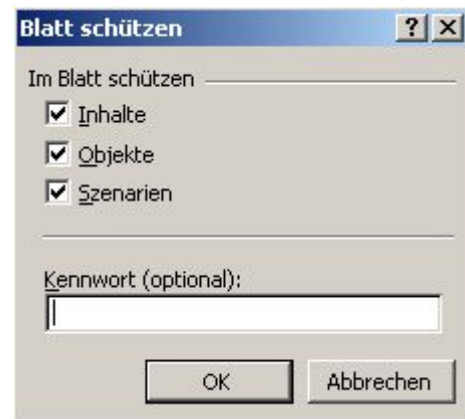 Blatt schützen
Im Blatt schützen
Inhalte
Objekte
Szenarien
Kennwort (optional):
OK Abbrechen